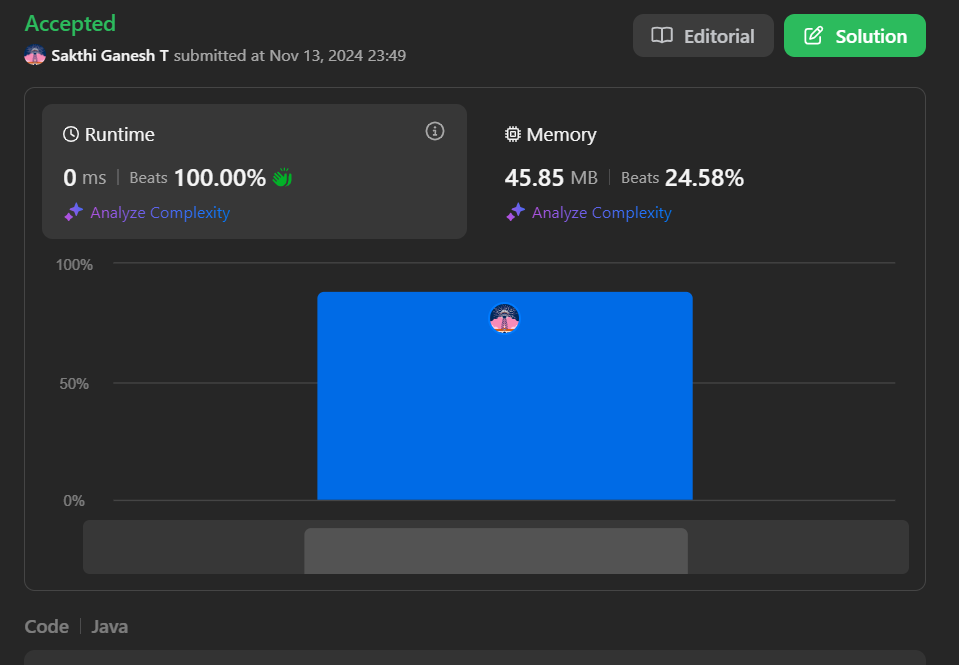 Accepted
Editorial
Solution
Sakthi Ganesh T submitted at Nov 13, 2024 23:49
Runtime
0 ms | Beats 100.00%
Analyze Complexity
Memory
45.85 MB | Beats 24.58%
Analyze Complexity
100%
50%
0%
Code | Java